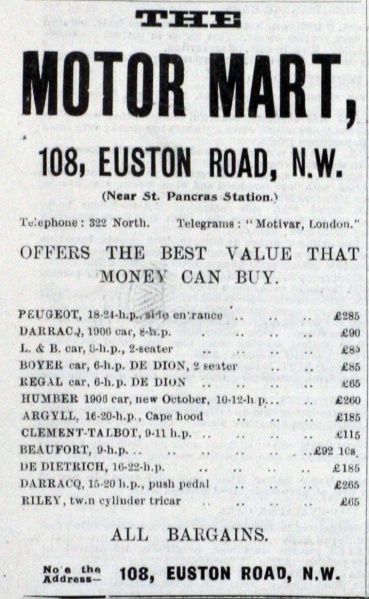 THE
MOTOR MART,
108, EUSTON ROAD, N.W.
(Near St. Pancras Station.)
Telephone: 322 North. Telegrams: "Motivar, London."
OFFERS THE BEST VALUE THAT
MONEY CAN BUY.
PEUGEOT, 18-24-h.p., side entrance .. .. .. £285
DARRACQ, 1906 car, 8-h.p. .. .. .. .. £90
L. & B. car, 8-h.p., 2-seater .. .. .. .. £85
BOYER car, 6-h.p. DE DION, 2 seater .. .. £85
REGAL car, 6-h.p. DE DION .. .. .. .. £65
HUMBER 1906 car, new October, 10-12-h.p... .. £260
ARGYLL, 16-20-h.p., Cape hood .. .. .. £185
CLEMENT-TALBOT, 9-11 h.p. .. .. .. .. £115
BEAUFORT, 9-h.p. .. .. .. .. .. ..£92 10s.
DE DIETRICH, 16-22-h.p. .. .. .. .. £185
DARRACQ, 15-20 h.p., push pedal .. .. .. £265
RILEY, twin cylinder tricar .. .. .. .. £65
ALL BARGAINS.
Note the
Address— 108, EUSTON ROAD, N.W.